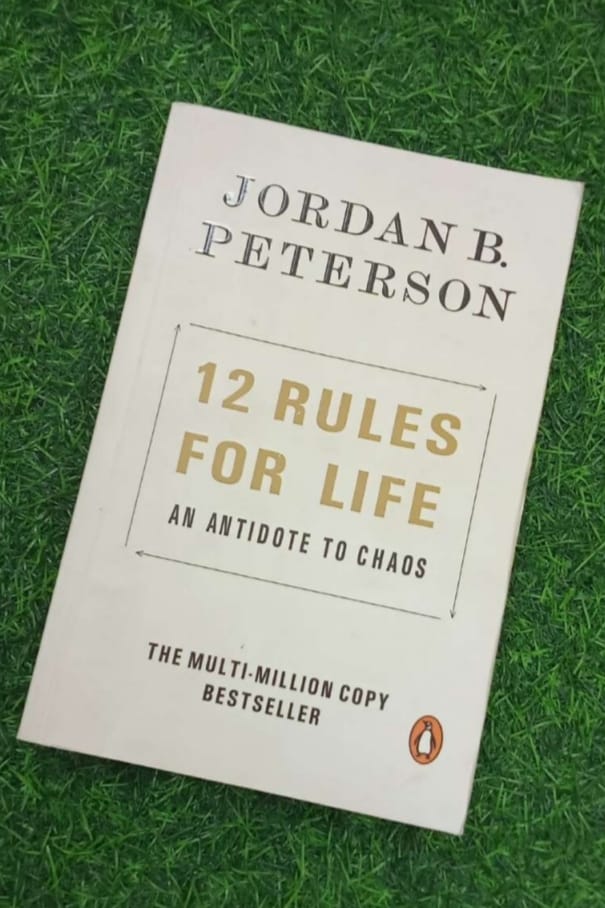 JORDAN B.
PETERSON
12 RULES
FOR LIFE
AN ANTIDOTE TO CHAOS
THE MULTI-MILLION COPY
BESTSELLER